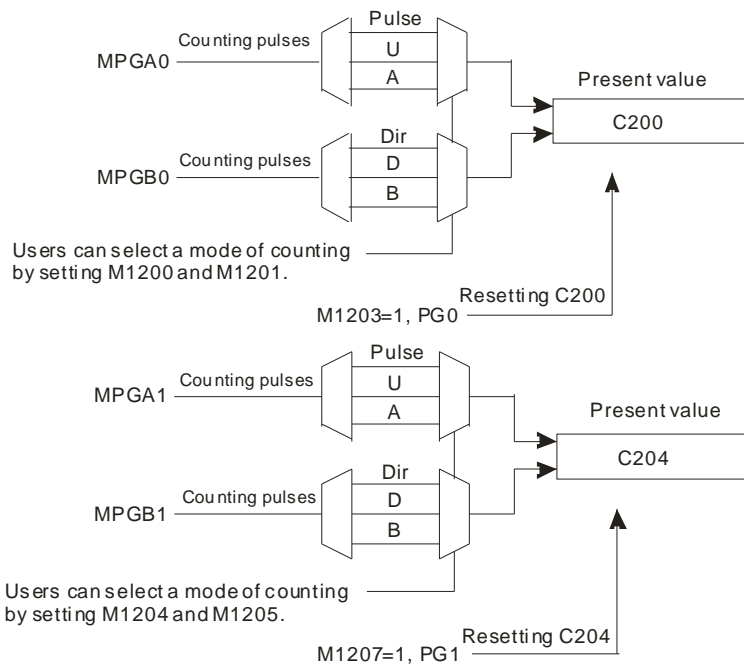 Pulse
Counting pulses
U
MPGA0
A
Present value
C200
Dir
Counting pulses
D
MPGB0
B
Users can select a mode of counting
by setting M1200 and M1201.
Resetting C200
M1203=1, PG0
Pulse
Counting pulses
U
MPGA1
A
Present value
C204
Dir
Counting pulses
D
MPGB1
B
Users can select a mode of counting
by setting M1204 and M1205.
Resetting C204
M1207=1, PG1